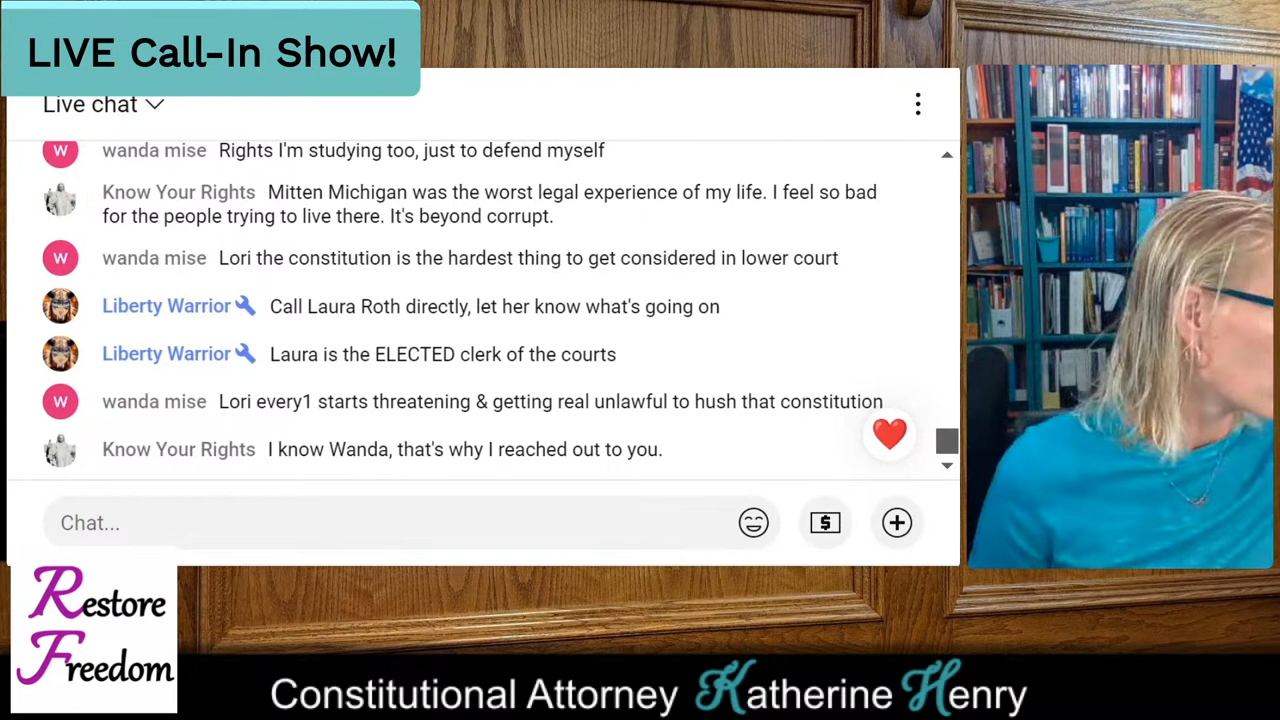 LIVE Call-In Show!
Live chat
W
wanda mise Rights I'm studying too, just to defend myself
Know Your Rights Mitten Michigan was the worst legal experience of my life. I feel so bad
for the people trying to live there. It's beyond corrupt.
W
wanda mise Lori the constitution is the hardest thing to get considered in lower court
Liberty Warrior Call Laura Roth directly, let her know what's going on
Liberty Warrior Laura is the ELECTED clerk of the courts
W
wanda mise Lori every1 starts threatening & getting real unlawful to hush that constitution
Know Your Rights I know Wanda, that's why I reached out to you.
Chat...
$
Restore
Freedom
Constitutional Attorney Katherine Henry